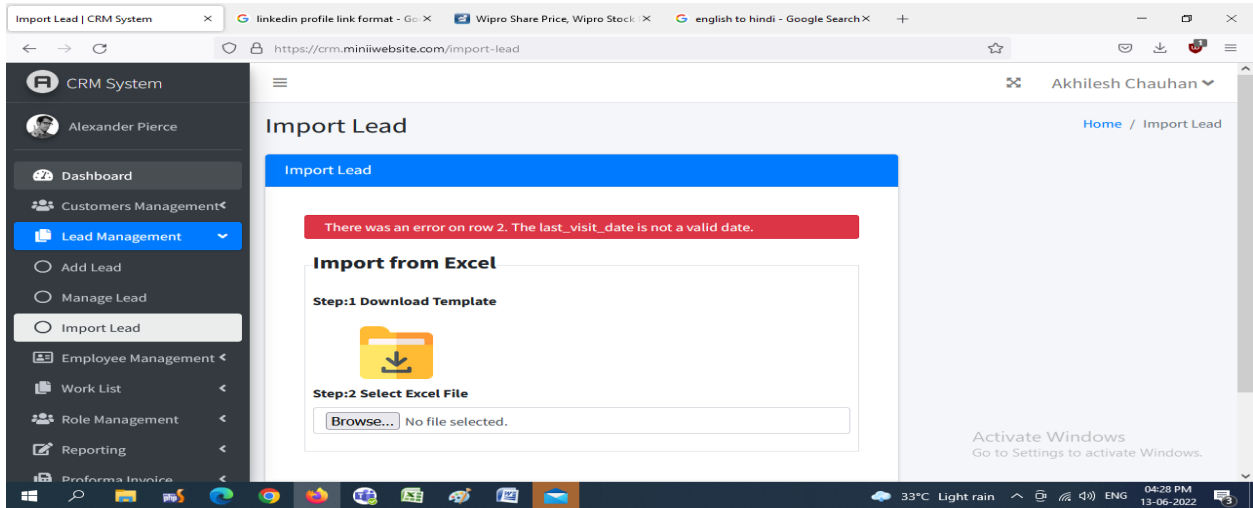 Import Lead | CRM System
linkedin profile link format - Go
Wipro Share Price, Wipro Stock
english to hindi - Google Search
https://crm.miniiwebsite.com/import-lead
CRM System
Akhilesh Chauhan
Alexander Pierce
Import Lead
Home / Import Lead
Dashboard
Import Lead
Customers Management
Lead Management
There was an error on row 2. The last_visit_date is not a valid date.
Import from Excel
Add Lead
Manage Lead
Step:1 Download Template
Import Lead
Employee Management
Work List
Step:2 Select Excel File
Role Management
Browse... No file selected.
Reporting
Activate Windows
Go to Settings to activate Windows.
Proforma Invoice
33°C Light rain
ENG
04:28 PM
13-06-2022
3